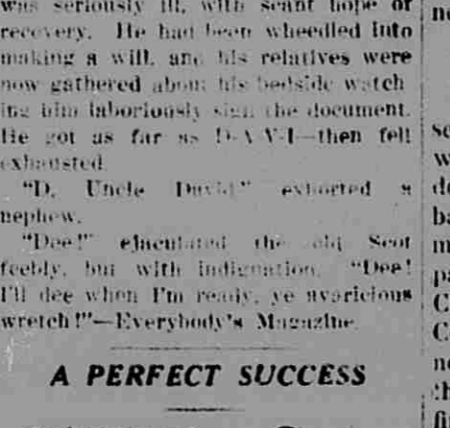 was seriously ill, with scant hope of
recovery. He had been wheedled into
making a will, and his relatives were
now gathered about his bedside watch
ing him laboriously sign the document.
He got as far as D-A-V-I—then fell
exhausted.
"D, Uncle David!" exhorted a
nephew.
"Dee!" ejaculated the old Scot
feebly, but with indignation. "Dee!
I'll dee when I'm ready, ye avaricious
wretch!"—Everybody's Magazine.
A PERFECT SUCCESS